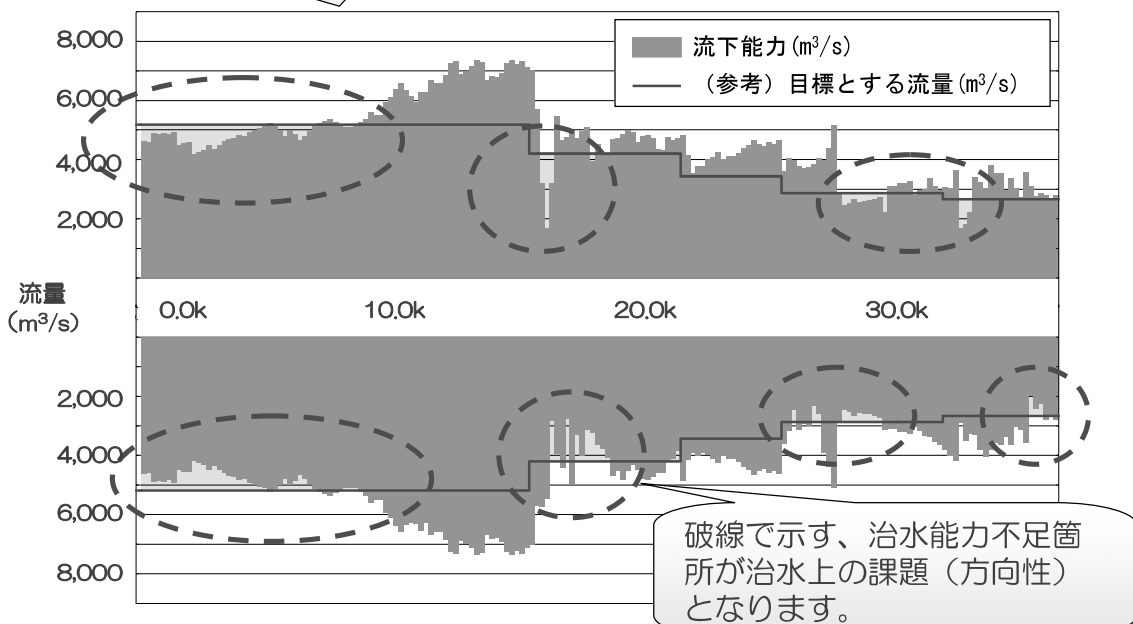 8,000
6,000
4,000
2,000
流下能力(m³/s)
(参考) 目標とする流量(m³/s)
流量
(m³/s)
0.0k 10.0k 20.0k 30.0k
2,000
4,000
6,000
8,000
破線で示す、治水能力不足箇
所が治水上の課題（方向性）
となります。